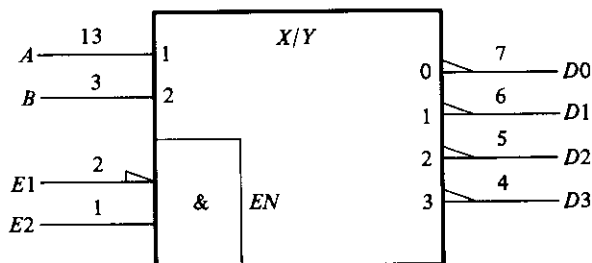 X/Y
A 13 1
B 3 2
0 7 D0
1 6 D1
2 5 D2
3 4 D3
E1 2
E2 1
& EN